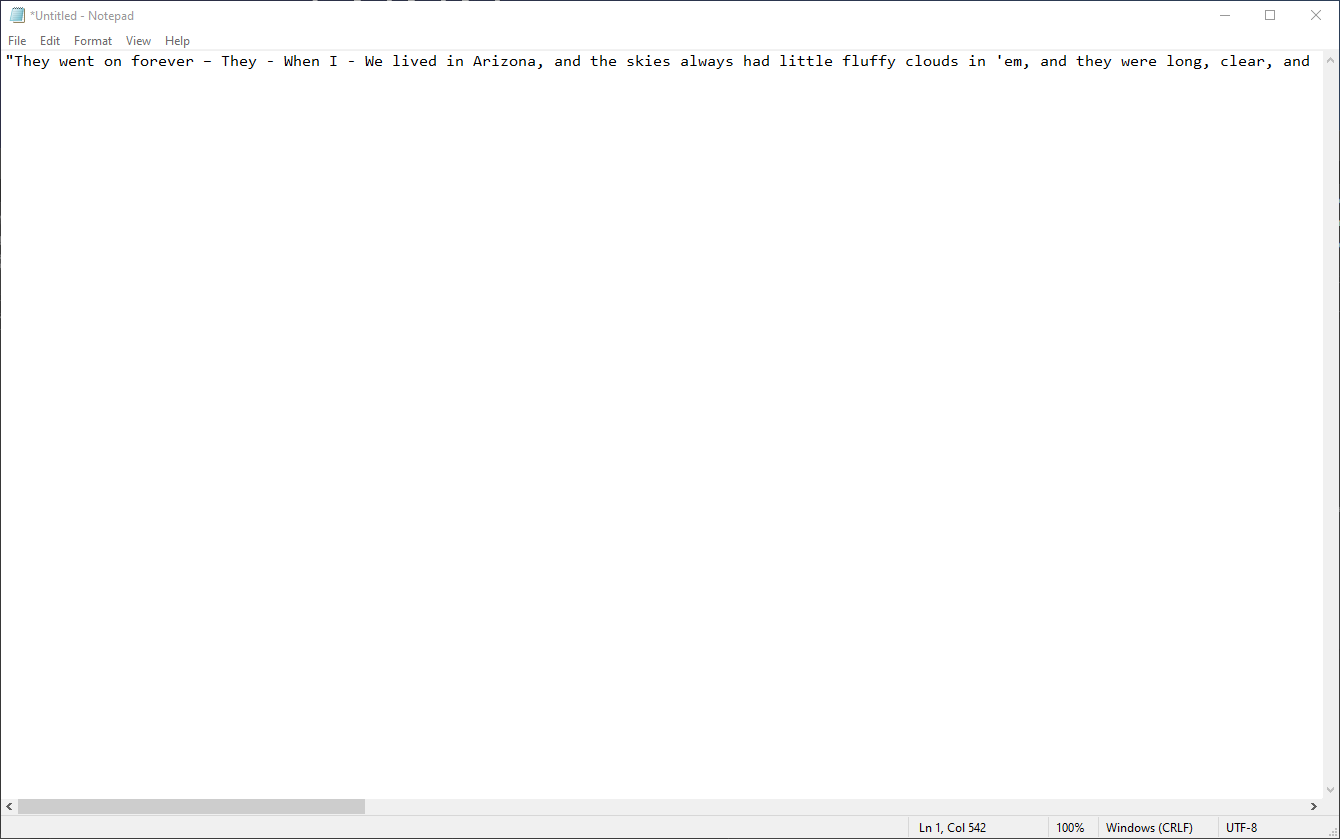 *Untitled - Notepad
File Edit Format View Help
"They went on forever – They - When I - We lived in Arizona, and the skies always had little fluffy clouds in 'em, and they were long, clear, and
Ln 1, Col 542 100% Windows (CRLF) UTF-8